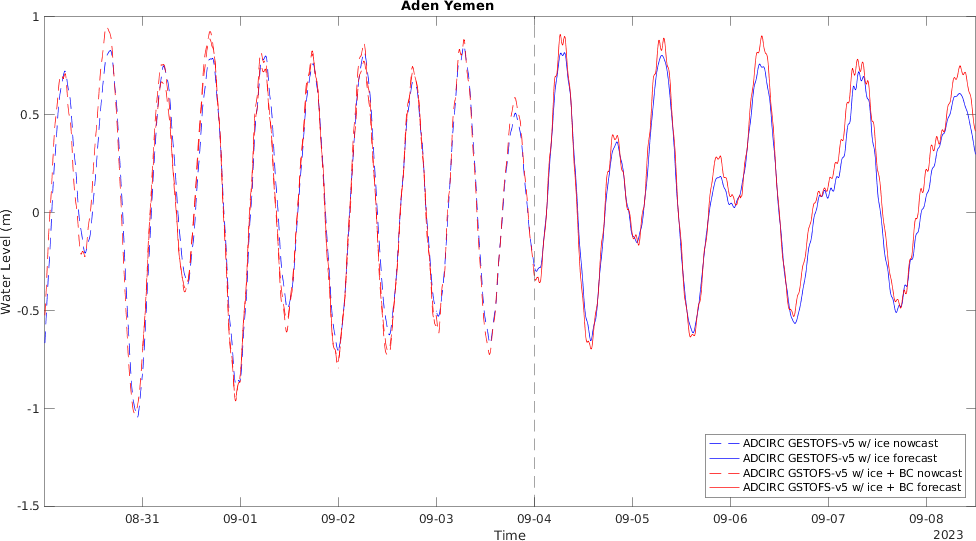 Aden Yemen
Water Level (m)
1
0.5
0
-0.5
-1
-1.5
ADCIRC GESTOFS-v5 w/ ice nowcast
ADCIRC GESTOFS-v5 w/ ice forecast
ADCIRC GSTOFS-v5 w/ ice + BC nowcast
ADCIRC GSTOFS-v5 w/ ice + BC forecast
08-31 09-01 09-02 09-03 09-04 09-05 09-06 09-07 09-08
Time
2023